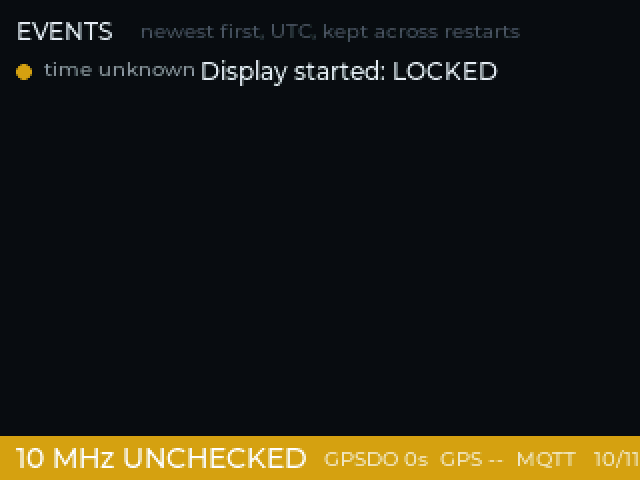 EVENTS newest first, UTC, kept across restarts
time unknown Display started: LOCKED
10 MHz UNCHECKED GPSDO 0s GPS -- MQTT 10/11